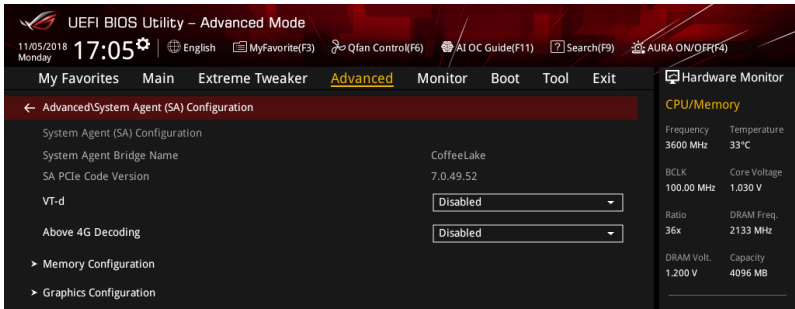 UEFI BIOS Utility – Advanced Mode
11/05/2018 Monday 17:05 English MyFavorite(F3) Qfan Control(F6) AI OC Guide(F11) ? Search(F9) AURA ON/OFF(F4)
My Favorites Main Extreme Tweaker Advanced Monitor Boot Tool Exit
← Advanced\System Agent (SA) Configuration
System Agent (SA) Configuration
System Agent Bridge Name CoffeeLake
SA PCIe Code Version 7.0.49.52
VT-d Disabled
Above 4G Decoding Disabled
> Memory Configuration
> Graphics Configuration
Hardware Monitor
CPU/Memory
Frequency Temperature
3600 MHz 33°C
BCLK Core Voltage
100.00 MHz 1.030 V
Ratio DRAM Freq.
36x 2133 MHz
DRAM Volt. Capacity
1.200 V 4096 MB